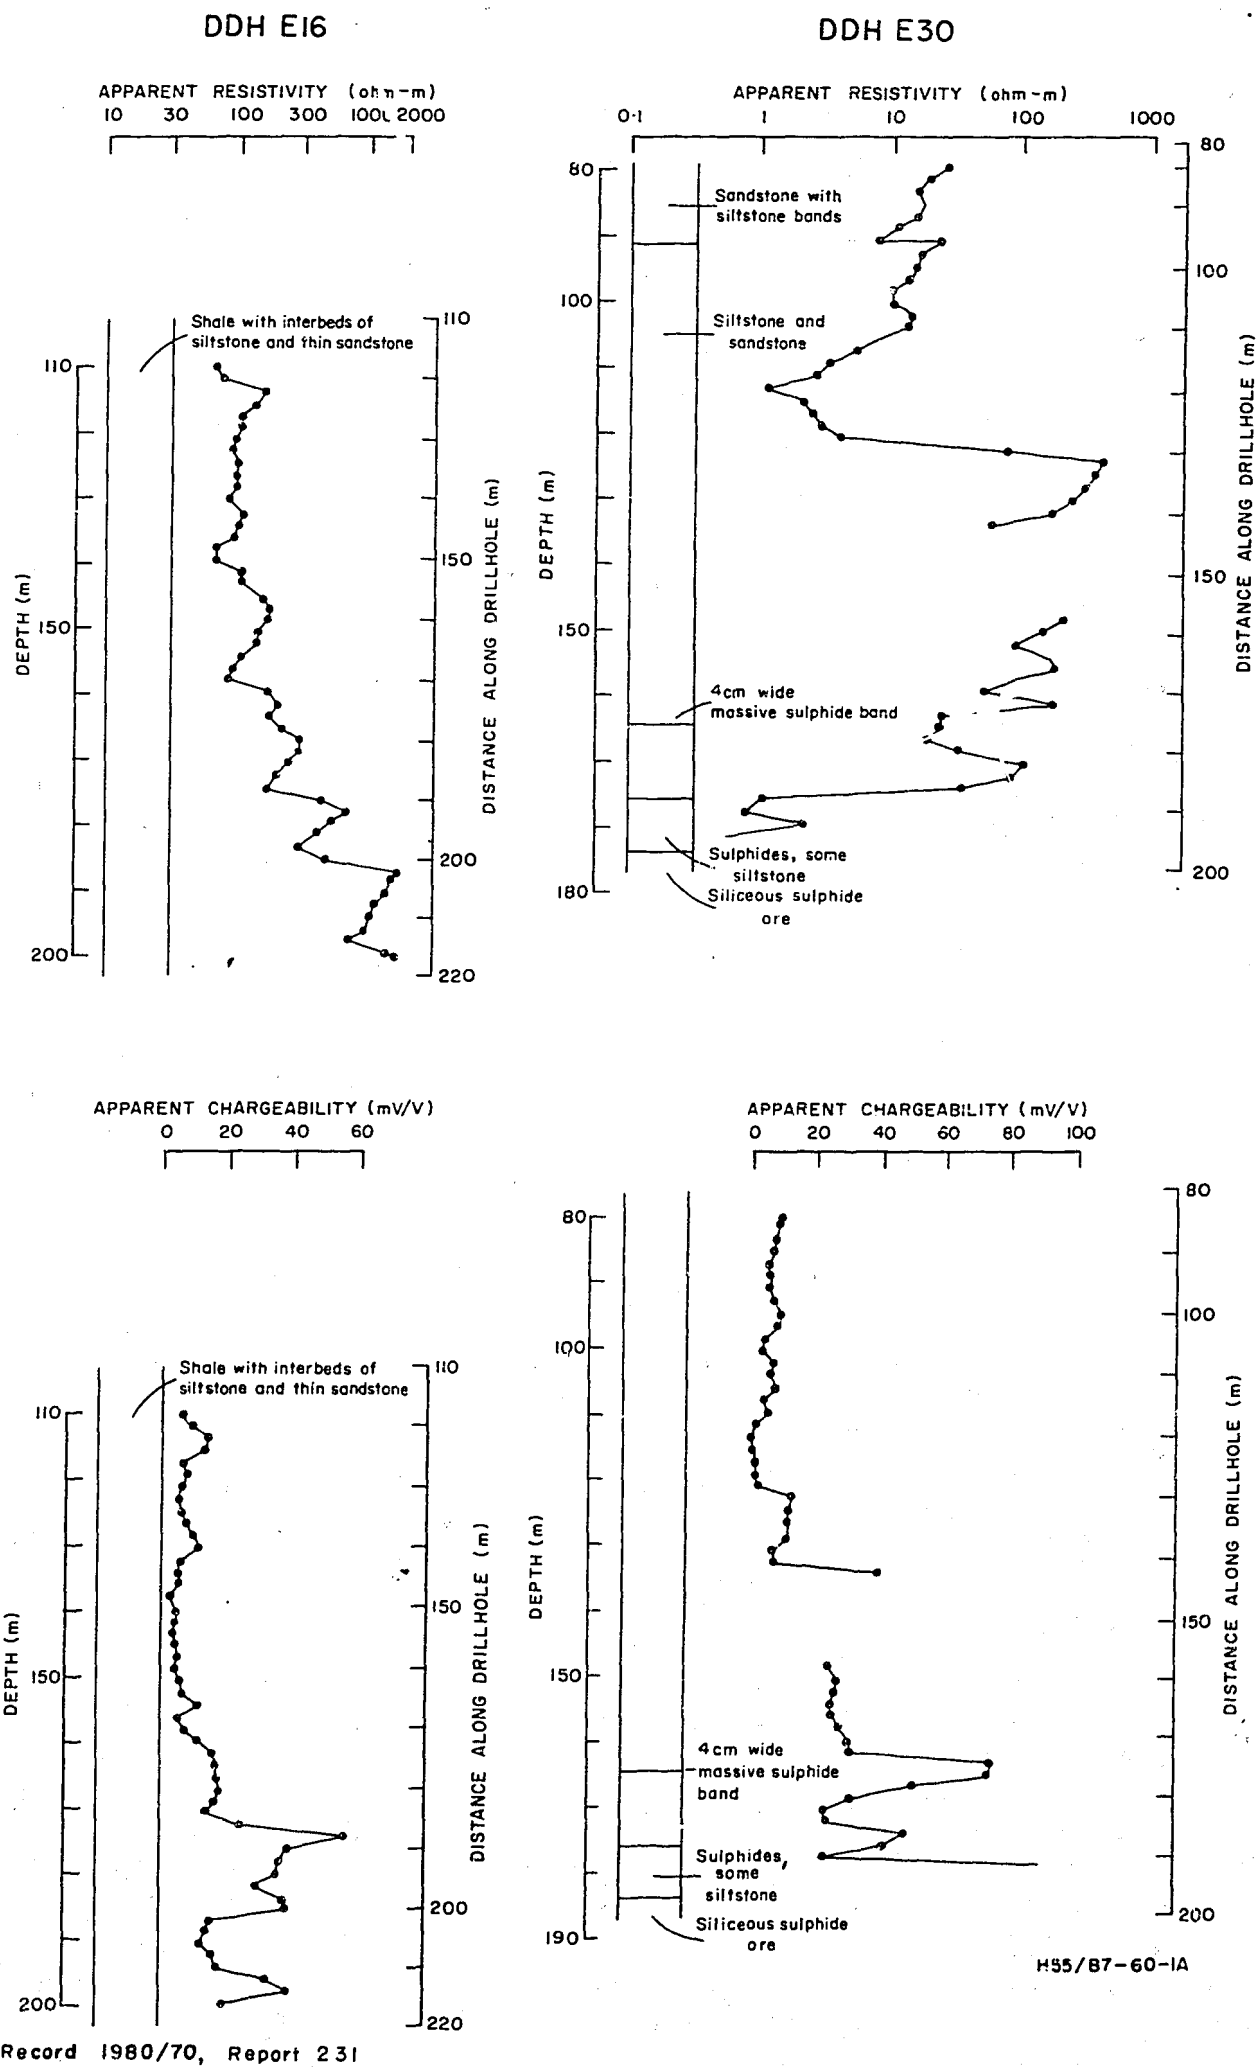 DDH E16
APPARENT RESISTIVITY (ohm-m)
10 30 100 300 1000 2000
Shale with interbeds of
siltstone and thin sandstone
110
150
200
DEPTH (m)
110
150
200
220
DISTANCE ALONG DRILLHOLE (m)
DDH E30
APPARENT RESISTIVITY (ohm-m)
0·1 1 10 100 1000
80
100
150
180
DEPTH (m)
Sandstone with
siltstone bands
Siltstone and
sandstone
4cm wide
massive sulphide band
Sulphides, some
siltstone
Siliceous sulphide
ore
80
100
150
200
DISTANCE ALONG DRILLHOLE (m)
APPARENT CHARGEABILITY (mV/V)
0 20 40 60
Shale with interbeds of
siltstone and thin sandstone
110
150
200
DEPTH (m)
110
150
200
220
DISTANCE ALONG DRILLHOLE (m)
APPARENT CHARGEABILITY (mV/V)
0 20 40 60 80 100
80
100
150
190
DEPTH (m)
4cm wide
massive sulphide
band
Sulphides,
some
siltstone
Siliceous sulphide
ore
80
100
150
200
DISTANCE ALONG DRILLHOLE (m)
H55/B7-60-1A
Record 1980/70, Report 231